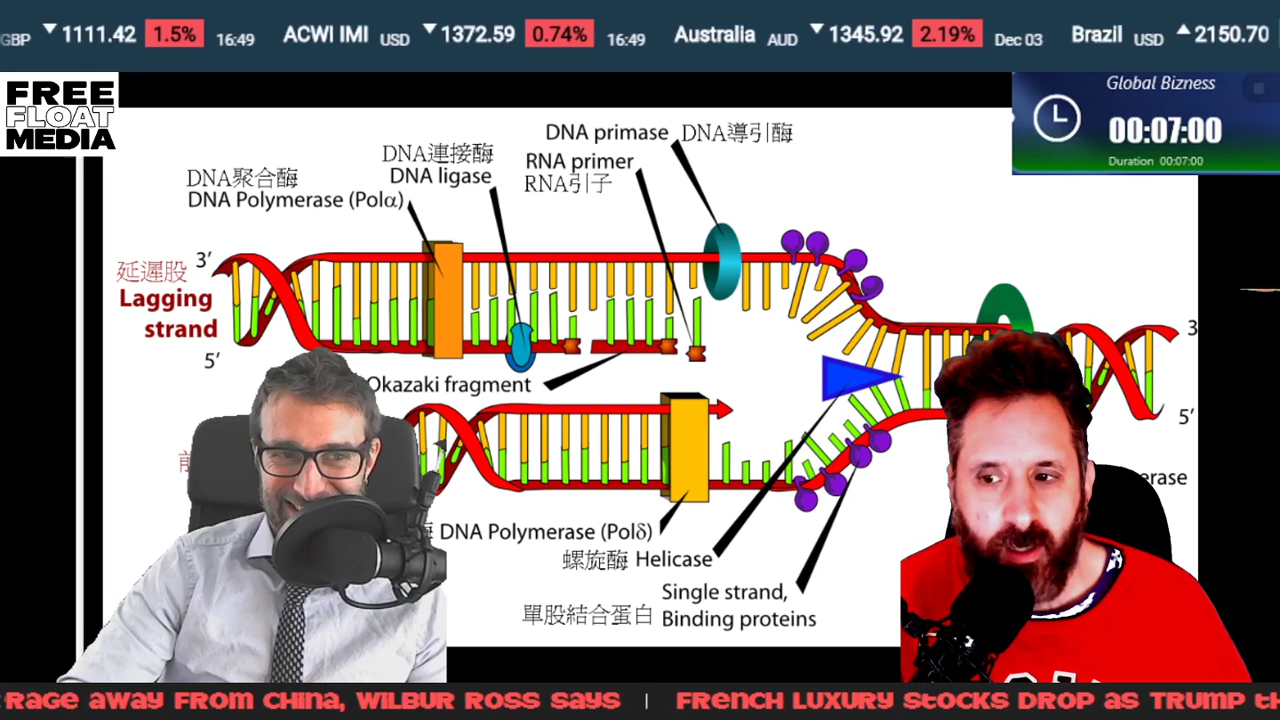 GBP ▼ 1111.42 1.5% 16:49 ACWI IMI USD ▼ 1372.59 0.74% 16:49 Australia AUD ▼ 1345.92 2.19% Dec 03 Brazil USD ▲ 2150.70
FREE
FLOAT
MEDIA
Global Bizness
00:07:00
Duration 00:07:00
DNA primase DNA導引酶
DNA連接酶
DNA ligase
RNA primer
RNA引子
DNA聚合酶
DNA Polymerase (Polα)
延遲股
Lagging
strand
3'
5'
3
5'
Okazaki fragment
前
erase
DNA Polymerase (Polδ)
螺旋酶 Helicase
Single strand,
單股結合蛋白 Binding proteins
RAGE AWAY FROM CHINA, WILBUR ROSS SAYS | FRENCH LUXURY STOCKS DROP AS TRUMP